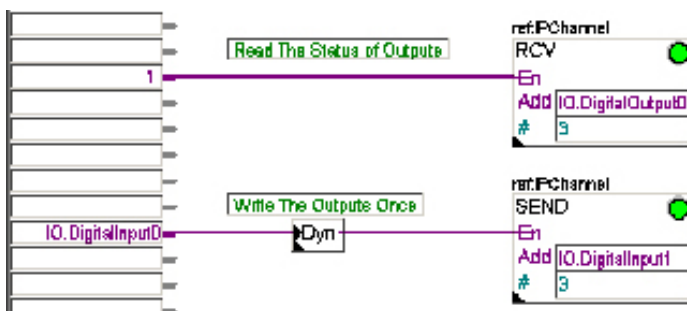 ref:IPChannel
Read The Status of Outputs
RCV
1
En
Add IO.DigitalOutput0
# 3
ref:IPChannel
Write The Outputs Once
SEND
IO.DigitalInput0
Dyn
En
Add IO.DigitalInput1
# 3